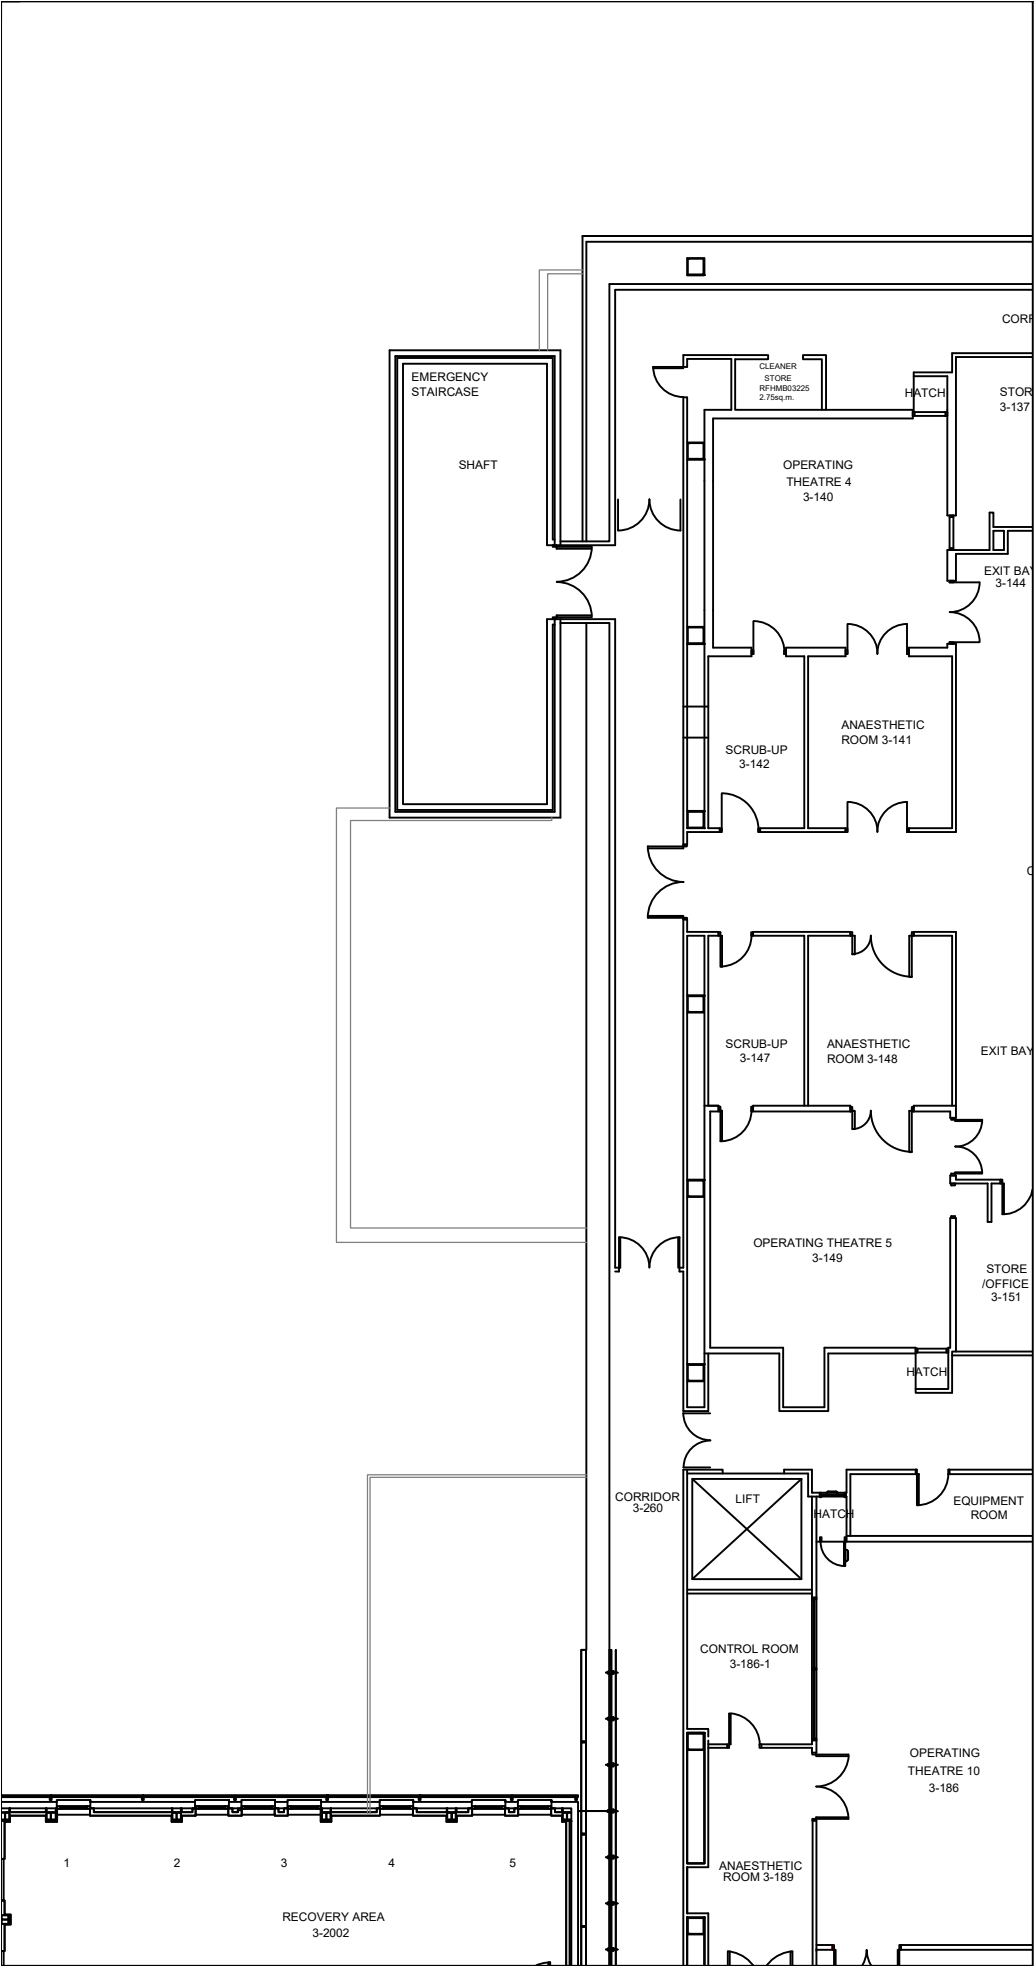 CORR
EMERGENCY
STAIRCASE
SHAFT
CLEANER
STORE
RFHMB03225
2.75sq.m.
HATCH
STOR
3-137
OPERATING
THEATRE 4
3-140
EXIT BAY
3-144
SCRUB-UP
3-142
ANAESTHETIC
ROOM 3-141
C
SCRUB-UP
3-147
ANAESTHETIC
ROOM 3-148
EXIT BAY
OPERATING THEATRE 5
3-149
STORE
/OFFICE
3-151
HATCH
CORRIDOR
3-260
LIFT
HATCH
EQUIPMENT
ROOM
CONTROL ROOM
3-186-1
OPERATING
THEATRE 10
3-186
ANAESTHETIC
ROOM 3-189
1 2 3 4 5
RECOVERY AREA
3-2002